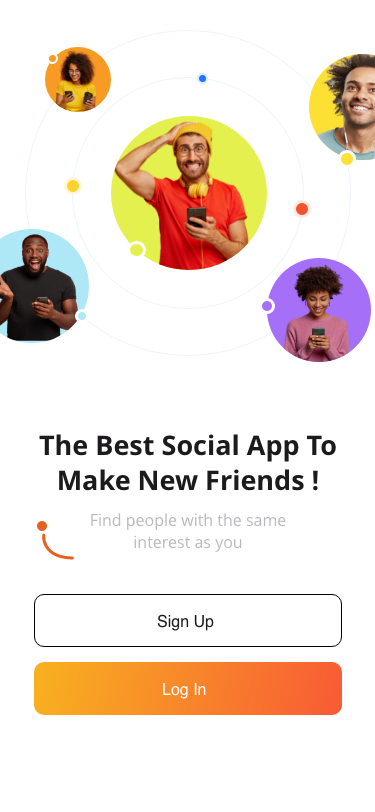 The Best Social App To
Make New Friends !
Find people with the same
interest as you
Sign Up
Log In